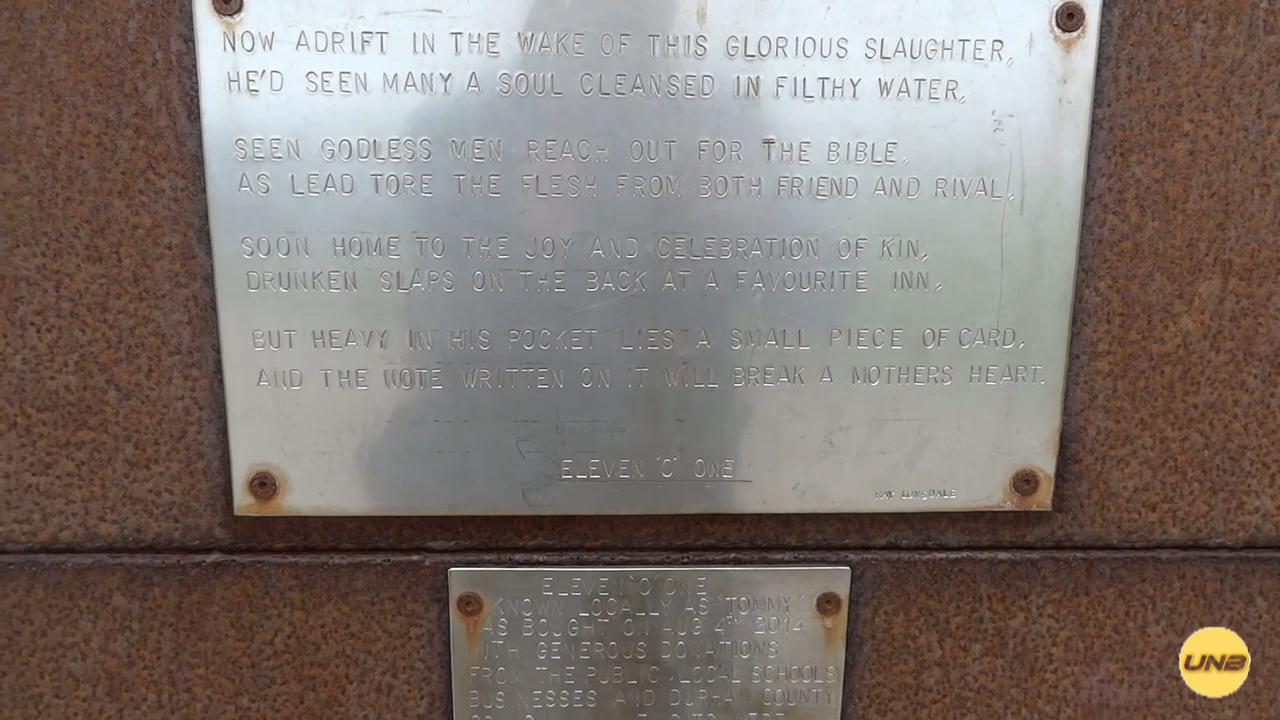 NOW ADRIFT IN THE WAKE OF THIS GLORIOUS SLAUGHTER,
HE'D SEEN MANY A SOUL CLEANSED IN FILTHY WATER.
SEEN GODLESS MEN REACH OUT FOR THE BIBLE,
AS LEAD TORE THE FLESH FROM BOTH FRIEND AND RIVAL,
SOON HOME TO THE JOY AND CELEBRATION OF KIN,
DRUNKEN SLAPS ON THE BACK AT A FAVOURITE INN,
BUT HEAVY IN HIS POCKET LIES A SMALL PIECE OF CARD,
AND THE NOTE WRITTEN ON IT WILL BREAK A MOTHERS HEART.
ELEVEN 'O' ONE
RAY LONSDALE
ELEVEN 'O' ONE
KNOWN LOCALLY AS 'TOMMY'
AS BOUGHT ON AUG 4TH 2014
ITH GENEROUS DONATIONS
FROM THE PUBLIC, LOCAL SCHOOLS
BUSINESSES AND DURHAM COUNTY
UNB